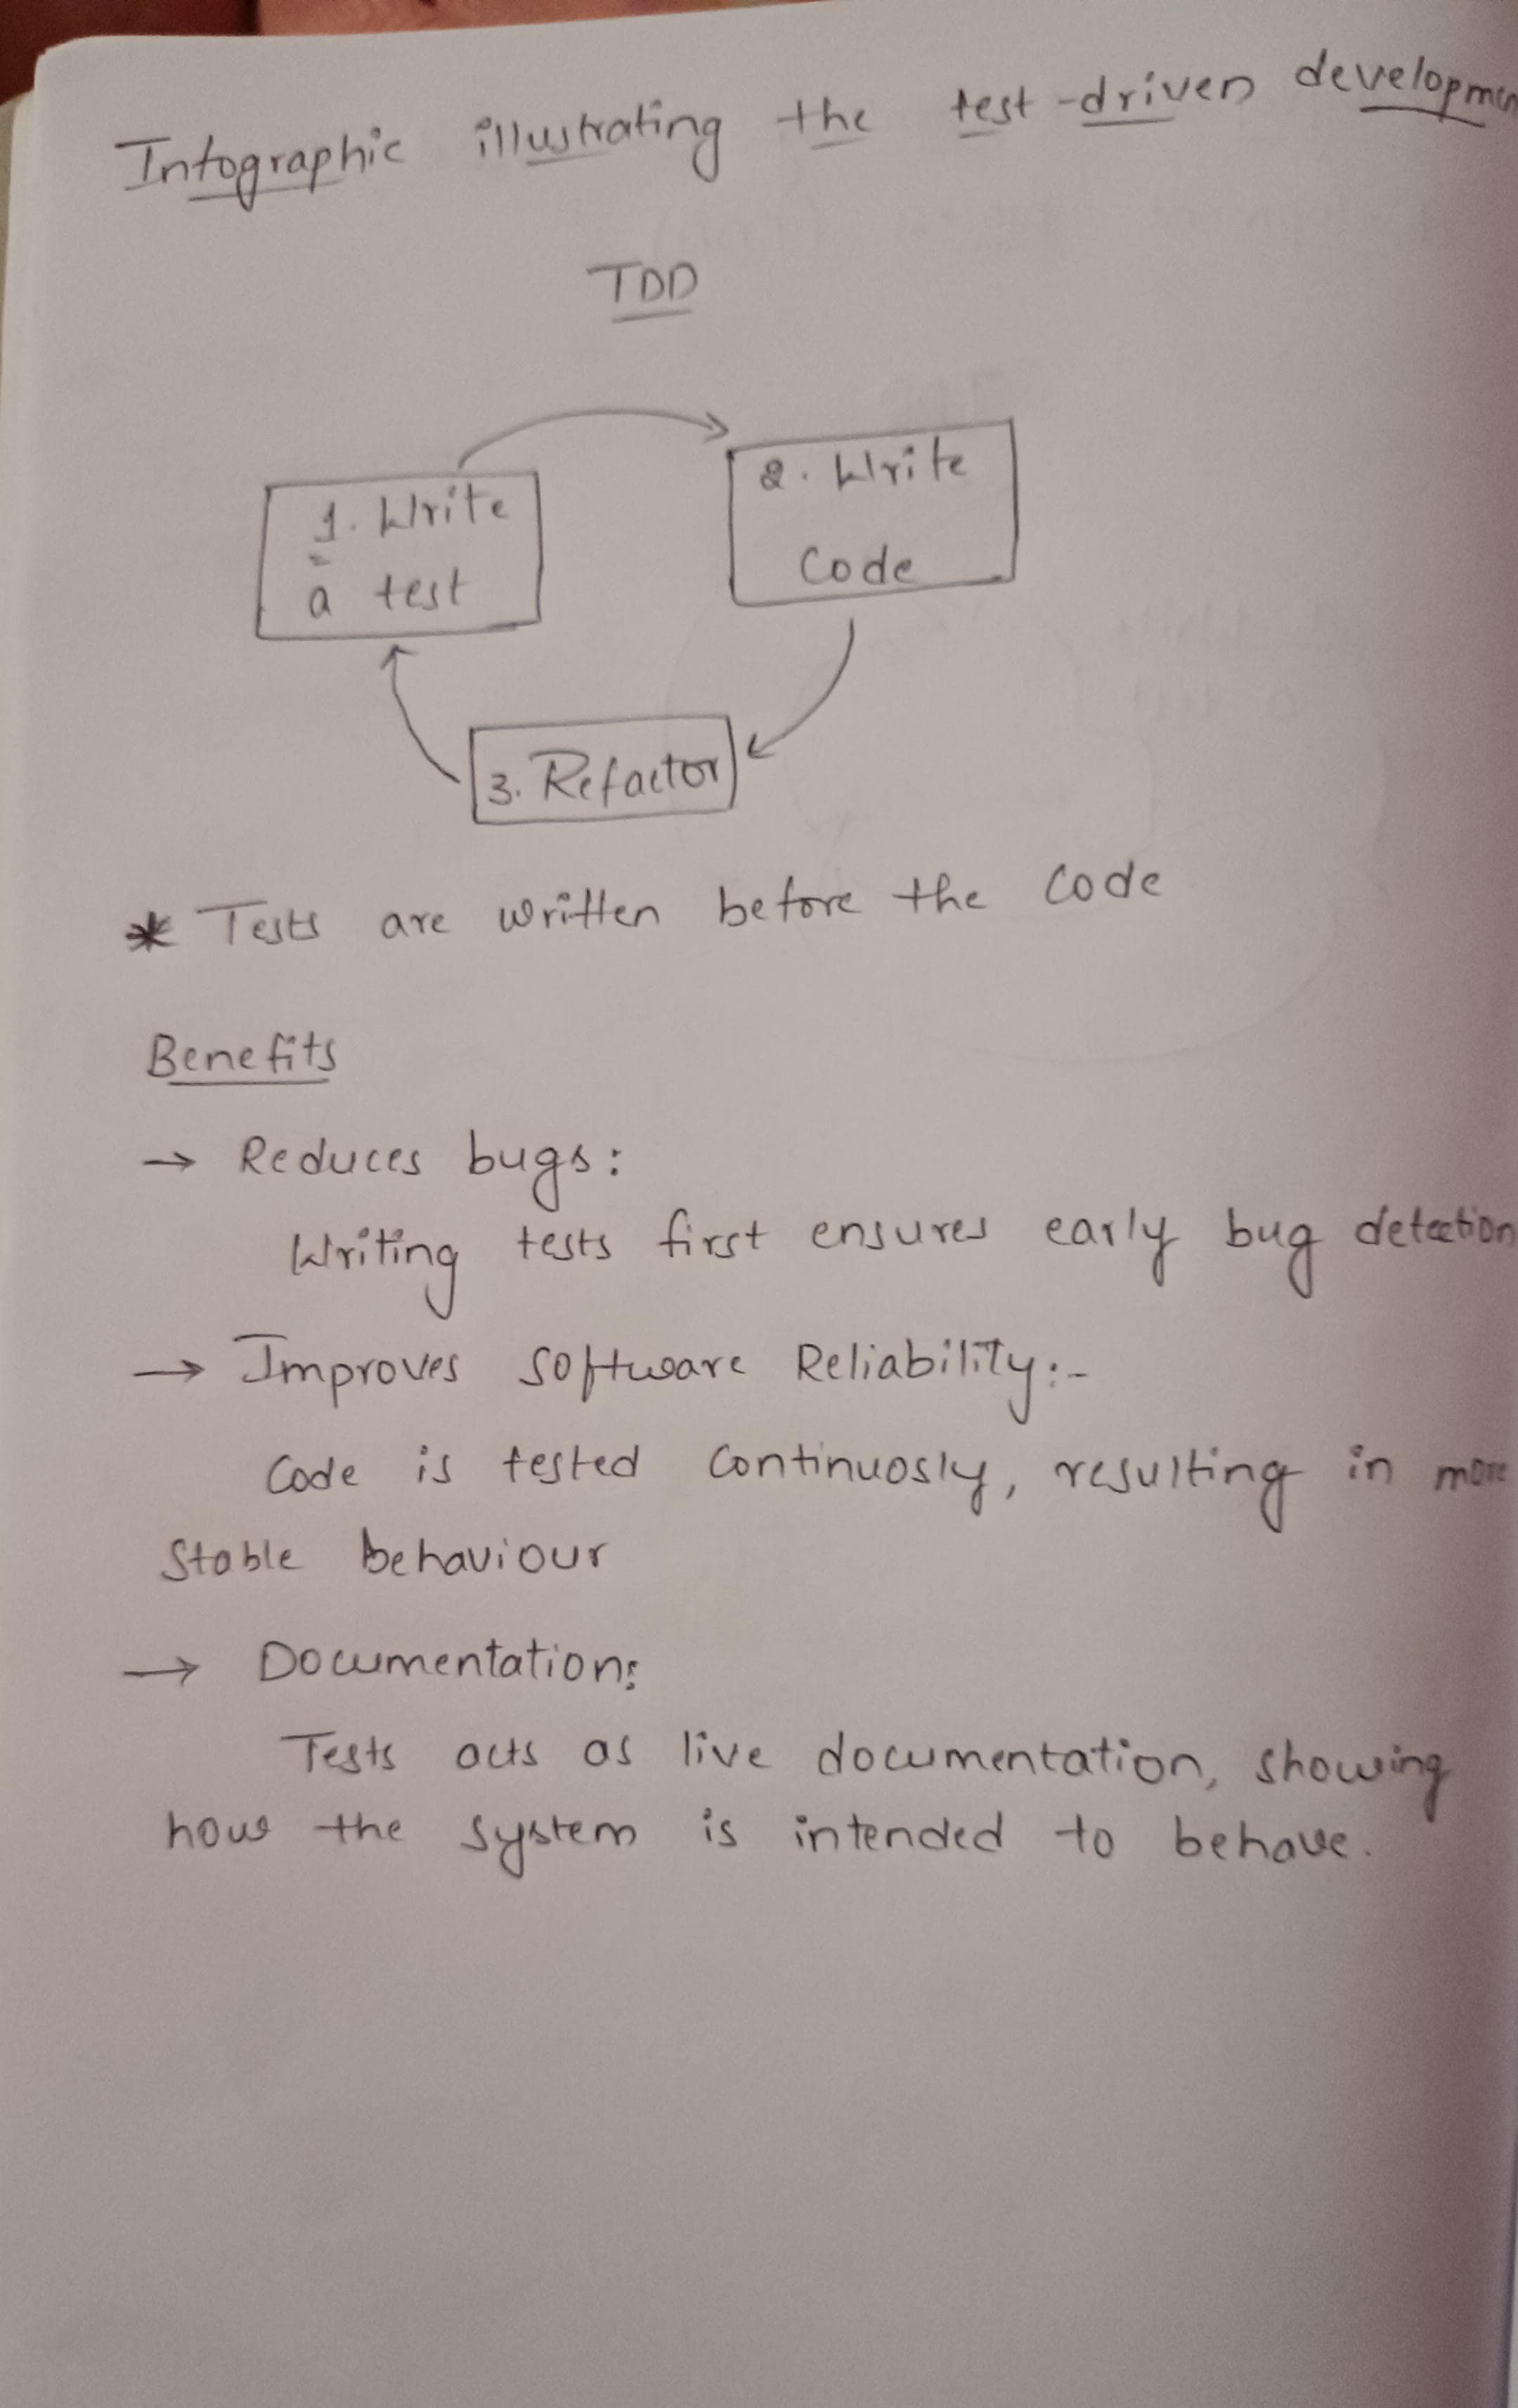 Infographic illustrating the test-driven developmen
TDD
1. Write
a test
2. Write
Code
3. Refactor
* Tests are written before the code
Benefits
→ Reduces bugs:
Writing tests first ensures early bug detection
→ Improves Software Reliability:-
Code is tested continuosly, resulting in more
stable behaviour
→ Documentation:
Tests acts as live documentation, showing
how the system is intended to behave.